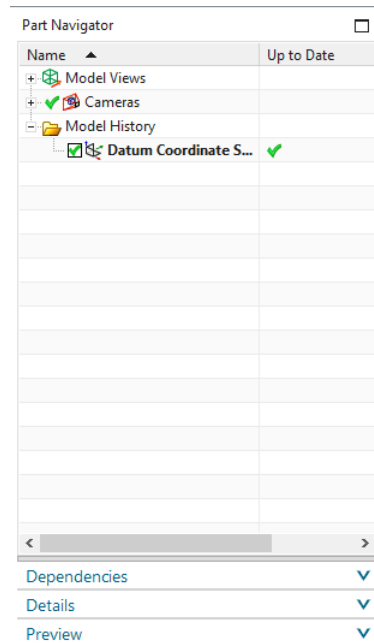 Part Navigator
Name Up to Date
Model Views
Cameras
Model History
Datum Coordinate S...
Dependencies
Details
Preview